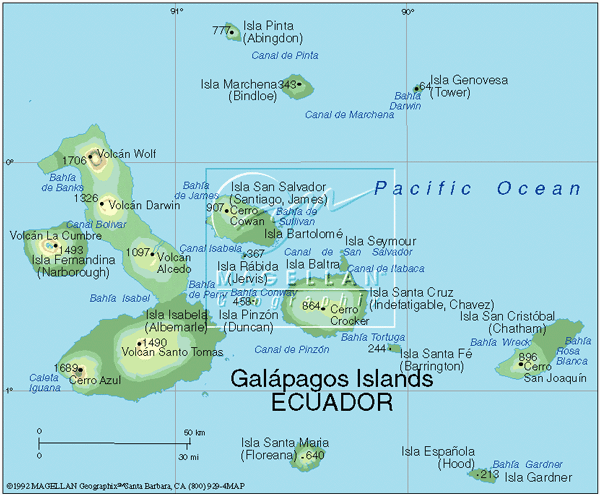 91°
90°
777
Isla Pinta
(Abingdon)
Canal de Pinta
Isla Marchena
(Bindloe)
343
64
Isla Genovesa
(Tower)
Bahía
Darwin
Canal de Marchena
0°
1706
Volcán Wolf
Bahía
de Banks
1326
Volcán Darwin
Canal Bolívar
Volcán La Cumbre
1493
Isla Fernandina
(Narborough)
1097
Volcán
Alcedo
Bahía
de James
Isla San Salvador
(Santiago, James)
907
Cerro
Cowan
Bahía de
Sullivan
Isla Bartolomé
Pacific Ocean
Isla Seymour
Canal de San Salvador
Canal Isabela
367
Isla Rábida
(Jervis)
Isla Baltra
Canal de Itabaca
MAGELLAN
Geographix
Bahía Isabel
Bahía
de Perry
Bahía Conway
458
Isla Pinzón
(Duncan)
Isla Isabela
(Albemarle)
864
Cerro
Crocker
Isla Santa Cruz
(Indefatigable, Chavez)
Isla San Cristóbal
(Chatham)
Bahía Tortuga
244
Isla Santa Fé
(Barrington)
Bahía Wreck
Bahía
Rosa
Blanca
896
Cerro
San Joaquín
1490
Volcán Santo Tomás
Canal de Pinzón
1689
Cerro Azul
Caleta
Iguana
1°
Galápagos Islands
ECUADOR
0
50 km
0
30 mi
Isla Santa Maria
(Floreana)
640
Isla Española
(Hood)
Bahía Gardner
213
Isla Gardner
©1992 MAGELLAN Geographix℠Santa Barbara, CA (800) 929-4MAP